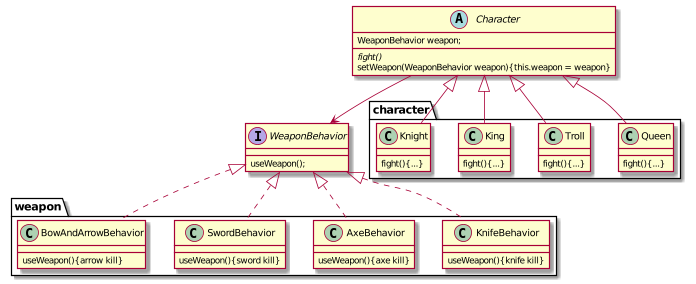 A Character
WeaponBehavior weapon;
fight()
setWeapon(WeaponBehavior weapon){this.weapon = weapon}
character
C Knight
fight(){...}
C King
fight(){...}
C Troll
fight(){...}
C Queen
fight(){...}
I WeaponBehavior
useWeapon();
weapon
C BowAndArrowBehavior
useWeapon(){arrow kill}
C SwordBehavior
useWeapon(){sword kill}
C AxeBehavior
useWeapon(){axe kill}
C KnifeBehavior
useWeapon(){knife kill}